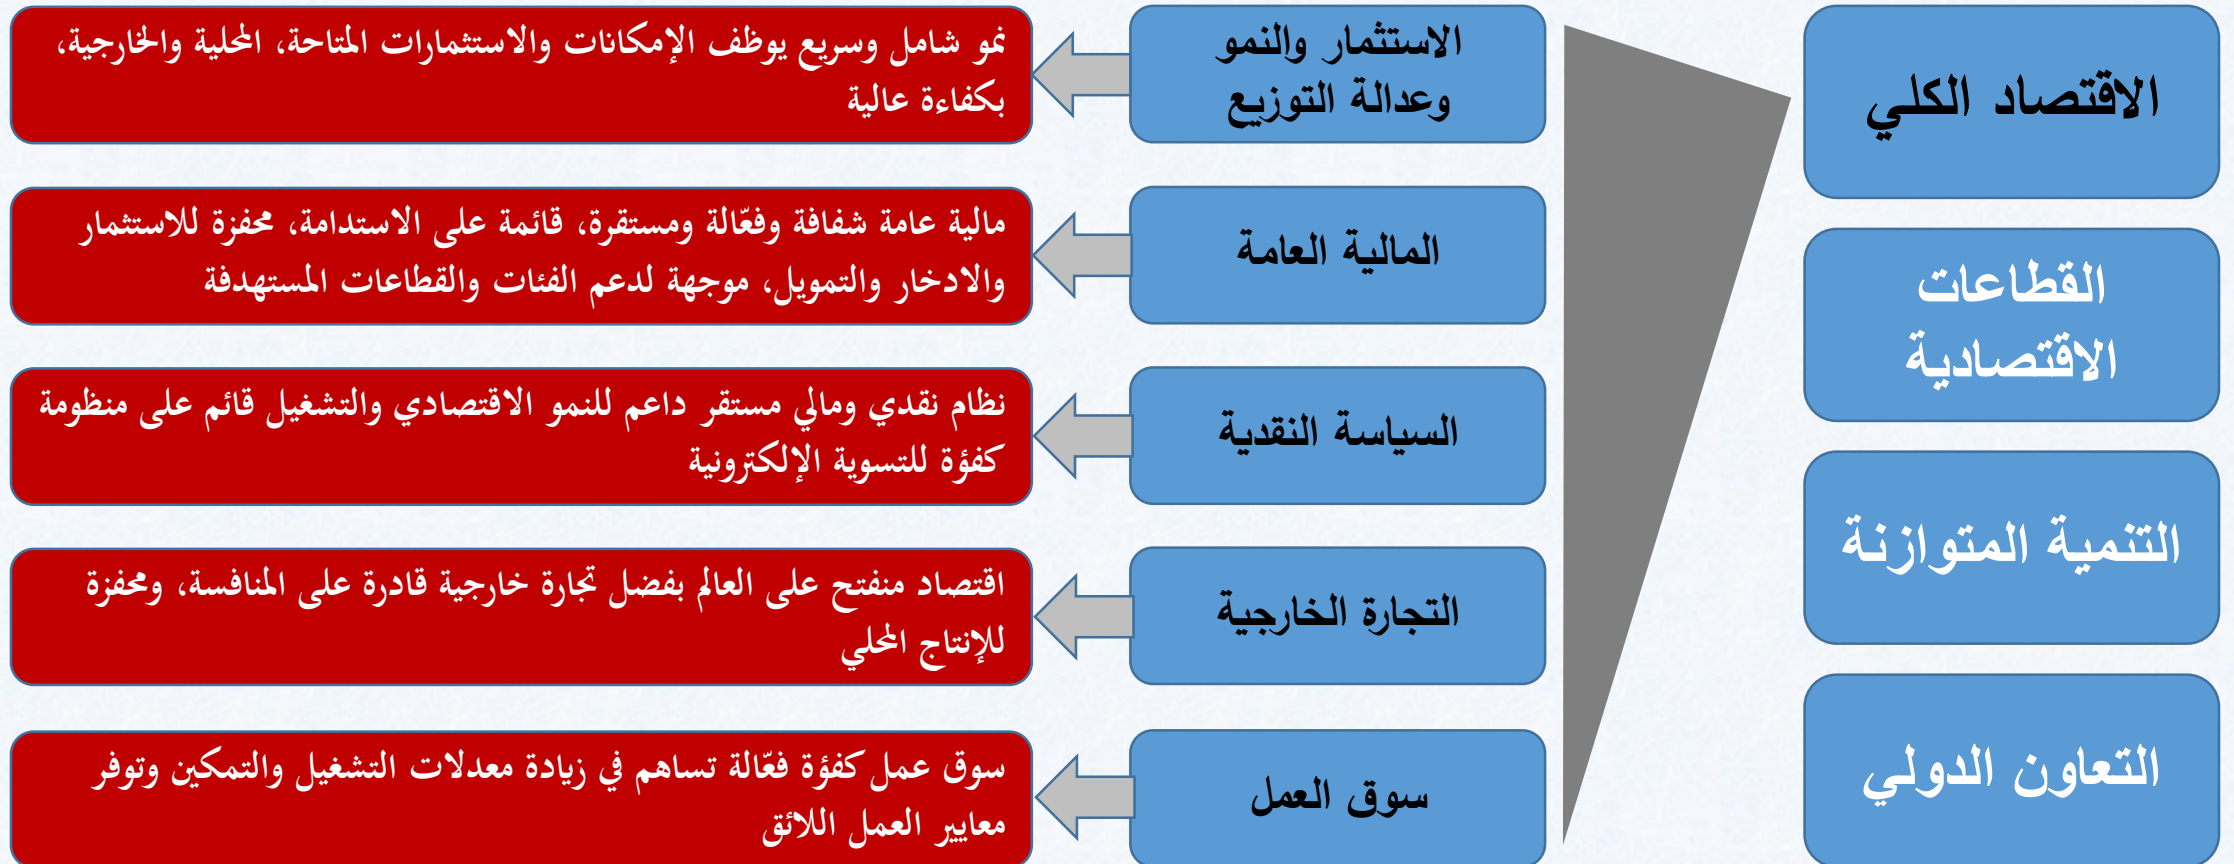 الاقتصاد الكلي
القطاعات
الاقتصادية
التنمية المتوازنة
التعاون الدولي
الاستثمار والنمو
وعدالة التوزيع
نمو شامل وسريع يوظف الإمكانات والاستثمارات المتاحة، المحلية والخارجية،
بكفاءة عالية
المالية العامة
مالية عامة شفافة وفعّالة ومستقرة، قائمة على الاستدامة، محفزة للاستثمار
والادخار والتمويل، موجهة لدعم الفئات والقطاعات المستهدفة
السياسة النقدية
نظام نقدي ومالي مستقر داعم للنمو الاقتصادي والتشغيل قائم على منظومة
كفؤة للتسوية الإلكترونية
التجارة الخارجية
اقتصاد منفتح على العالم بفضل تجارة خارجية قادرة على المنافسة، ومحفزة
للإنتاج المحلي
سوق العمل
سوق عمل كفؤة فعّالة تساهم في زيادة معدلات التشغيل والتمكين وتوفر
معايير العمل اللائق